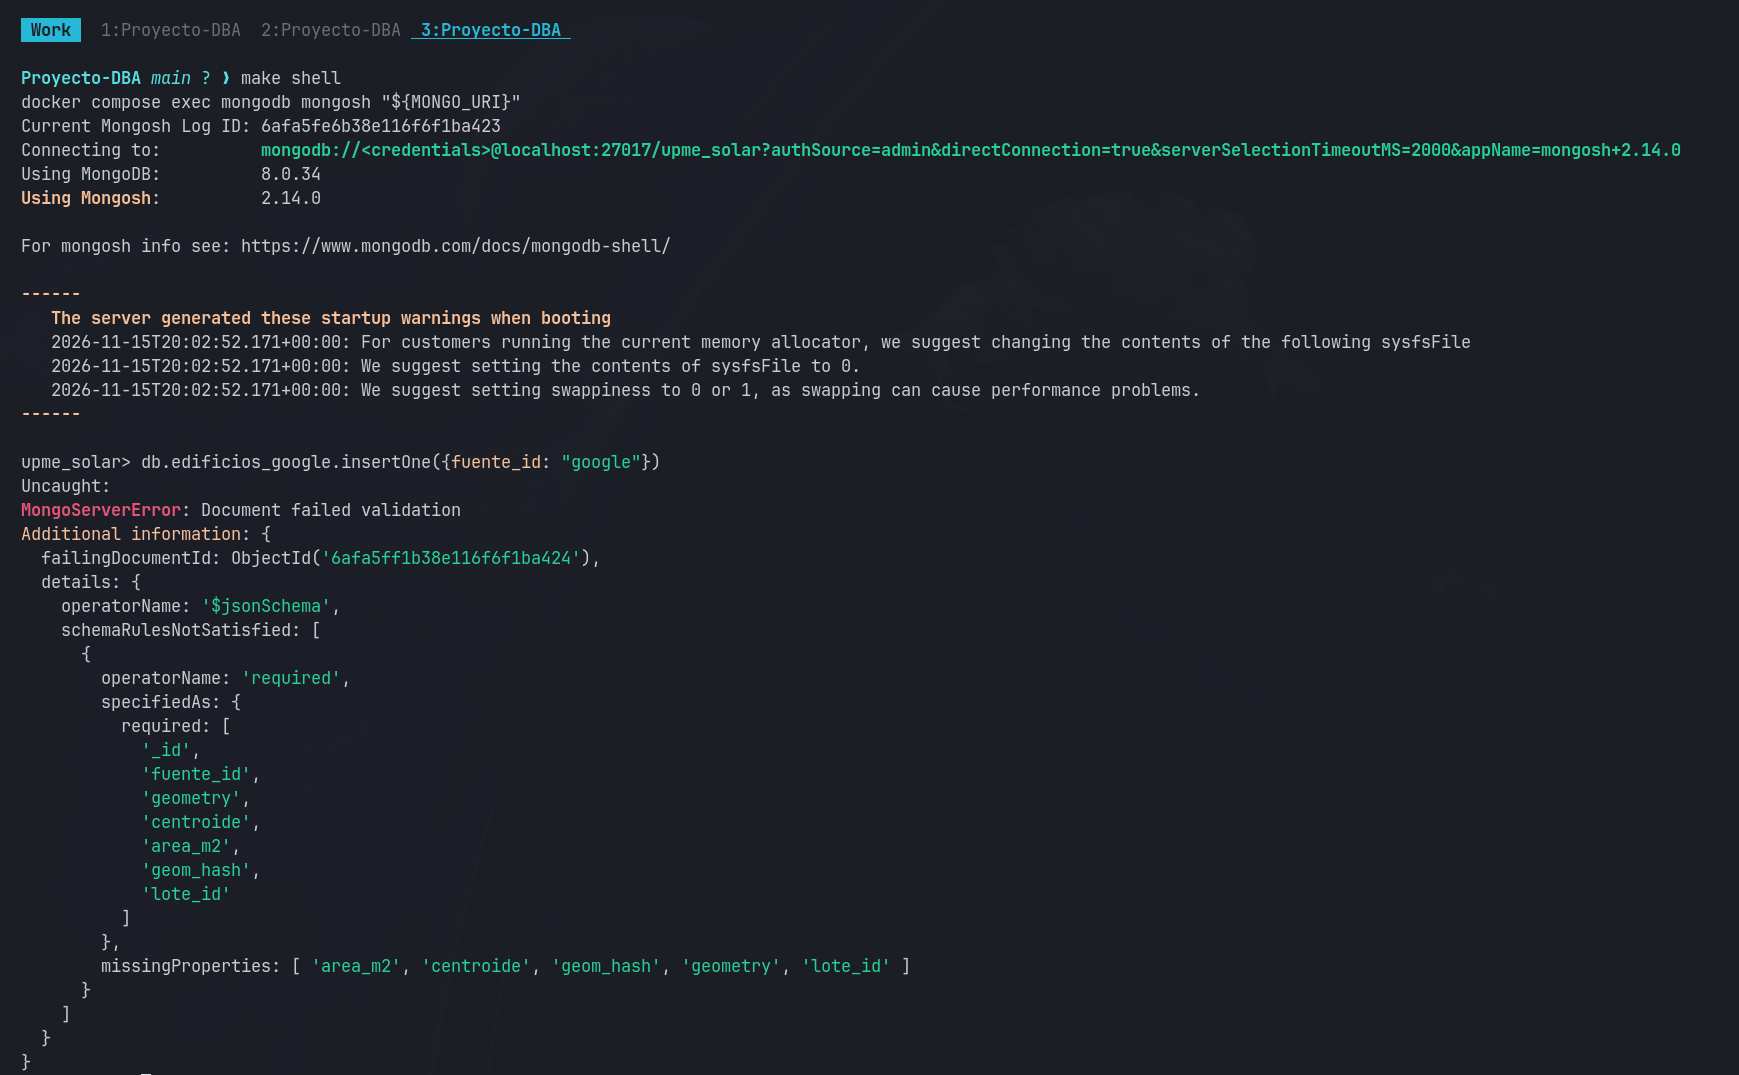 Work 1:Proyecto-DBA 2:Proyecto-DBA 3:Proyecto-DBA
Proyecto-DBA main ? ❱ make shell
docker compose exec mongodb mongosh "${MONGO_URI}"
Current Mongosh Log ID: 6afa5fe6b38e116f6f1ba423
Connecting to:          mongodb://<credentials>@localhost:27017/upme_solar?authSource=admin&directConnection=true&serverSelectionTimeoutMS=2000&appName=mongosh+2.14.0
Using MongoDB:          8.0.34
Using Mongosh:          2.14.0
For mongosh info see: https://www.mongodb.com/docs/mongodb-shell/
------
   The server generated these startup warnings when booting
   2026-11-15T20:02:52.171+00:00: For customers running the current memory allocator, we suggest changing the contents of the following sysfsFile
   2026-11-15T20:02:52.171+00:00: We suggest setting the contents of sysfsFile to 0.
   2026-11-15T20:02:52.171+00:00: We suggest setting swappiness to 0 or 1, as swapping can cause performance problems.
------
upme_solar> db.edificios_google.insertOne({fuente_id: "google"})
Uncaught:
MongoServerError: Document failed validation
Additional information: {
  failingDocumentId: ObjectId('6afa5ff1b38e116f6f1ba424'),
  details: {
    operatorName: '$jsonSchema',
    schemaRulesNotSatisfied: [
      {
        operatorName: 'required',
        specifiedAs: {
          required: [
            '_id',
            'fuente_id',
            'geometry',
            'centroide',
            'area_m2',
            'geom_hash',
            'lote_id'
          ]
        },
        missingProperties: [ 'area_m2', 'centroide', 'geom_hash', 'geometry', 'lote_id' ]
      }
    ]
  }
}